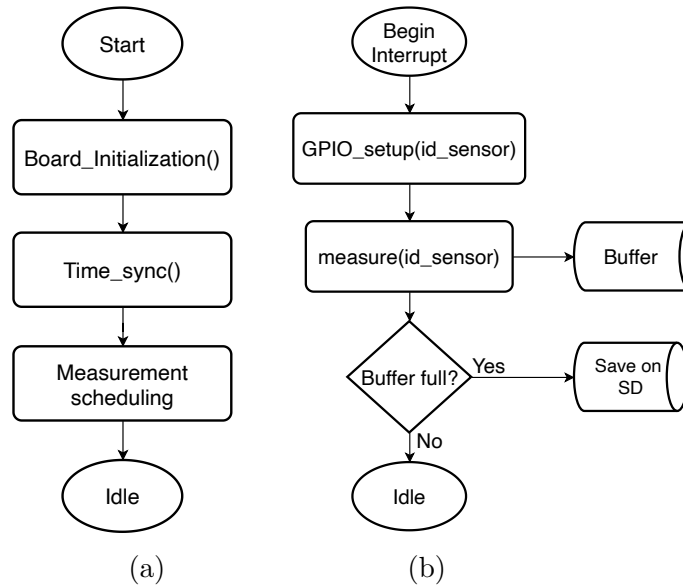 Start
Board_Initialization()
Time_sync()
Measurement
scheduling
Idle
(a)
Begin
Interrupt
GPIO_setup(id_sensor)
measure(id_sensor)
Buffer
Buffer full?
Yes
Save on
SD
No
Idle
(b)